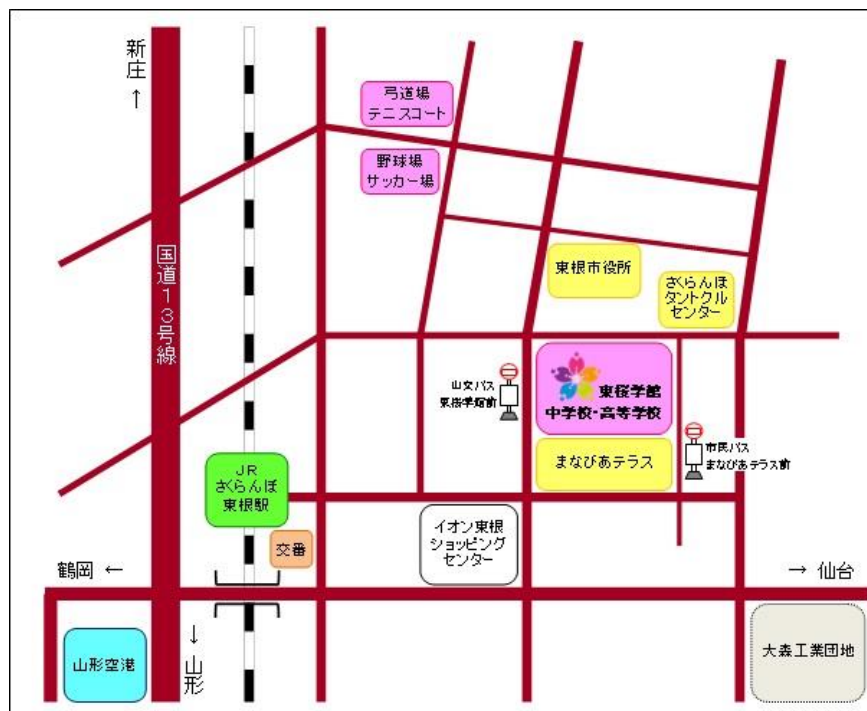 新庄
↑
弓道場
テニスコート
野球場
サッカー場
国道13号線
東根市役所
さくらんぼ
タントクル
センター
山交バス
東桜学館前
東桜学館
中学校・高等学校
市民バス
まなびあテラス前
まなびあテラス
JR
さくらんぼ
東根駅
イオン東根
ショッピング
センター
交番
鶴岡 ←
→ 仙台
山形空港
↓
山形
大森工業団地